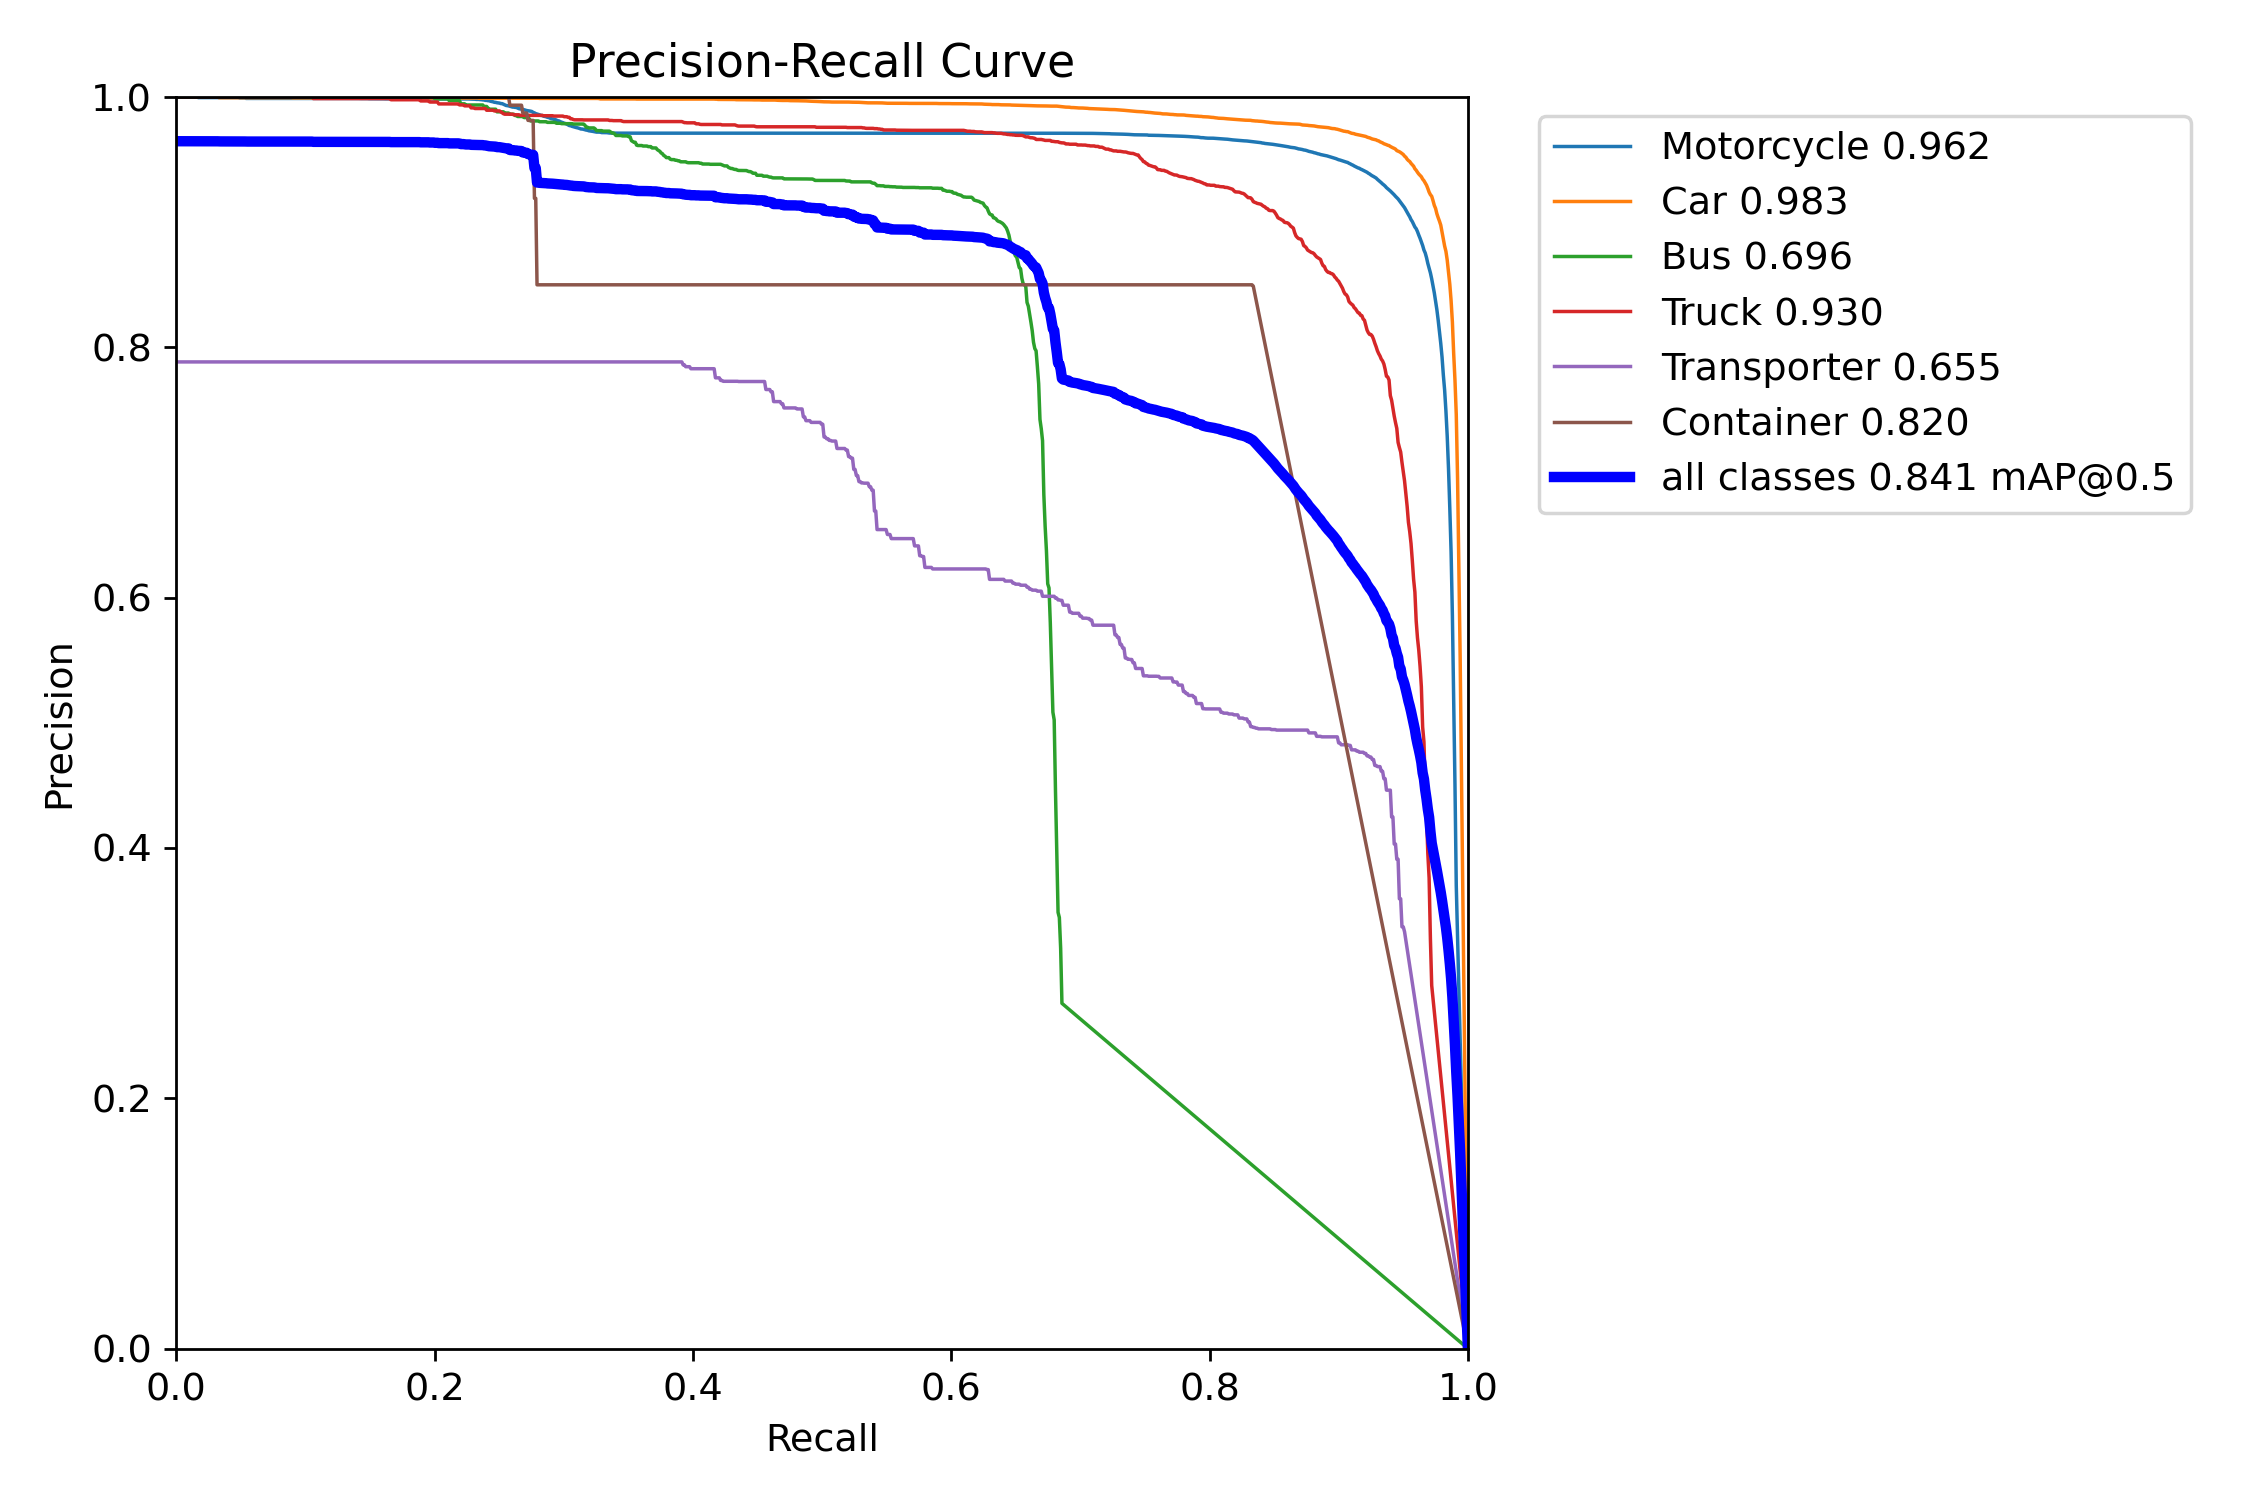 Precision-Recall Curve
1.0
0.8
0.6
0.4
0.2
0.0
Precision
0.0 0.2 0.4 0.6 0.8 1.0
Recall
Motorcycle 0.962
Car 0.983
Bus 0.696
Truck 0.930
Transporter 0.655
Container 0.820
all classes 0.841 mAP@0.5